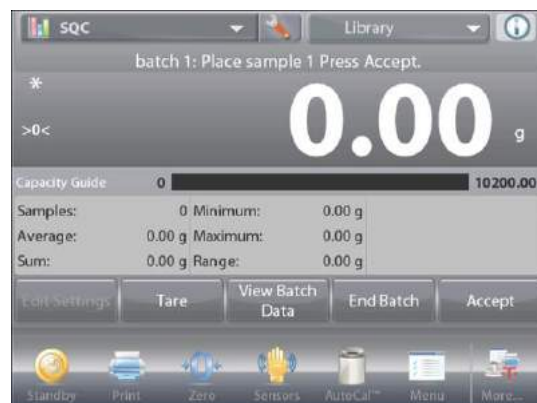 SQC Library
batch 1: Place sample 1 Press Accept.
*
>0< 0.00 g
Capacity Guide 0 10200.00
Samples: 0 Minimum: 0.00 g
Average: 0.00 g Maximum: 0.00 g
Sum: 0.00 g Range: 0.00 g
Edit Settings Tare View Batch Data End Batch Accept
Standby Print Zero Sensors AutoCal™ Menu More...